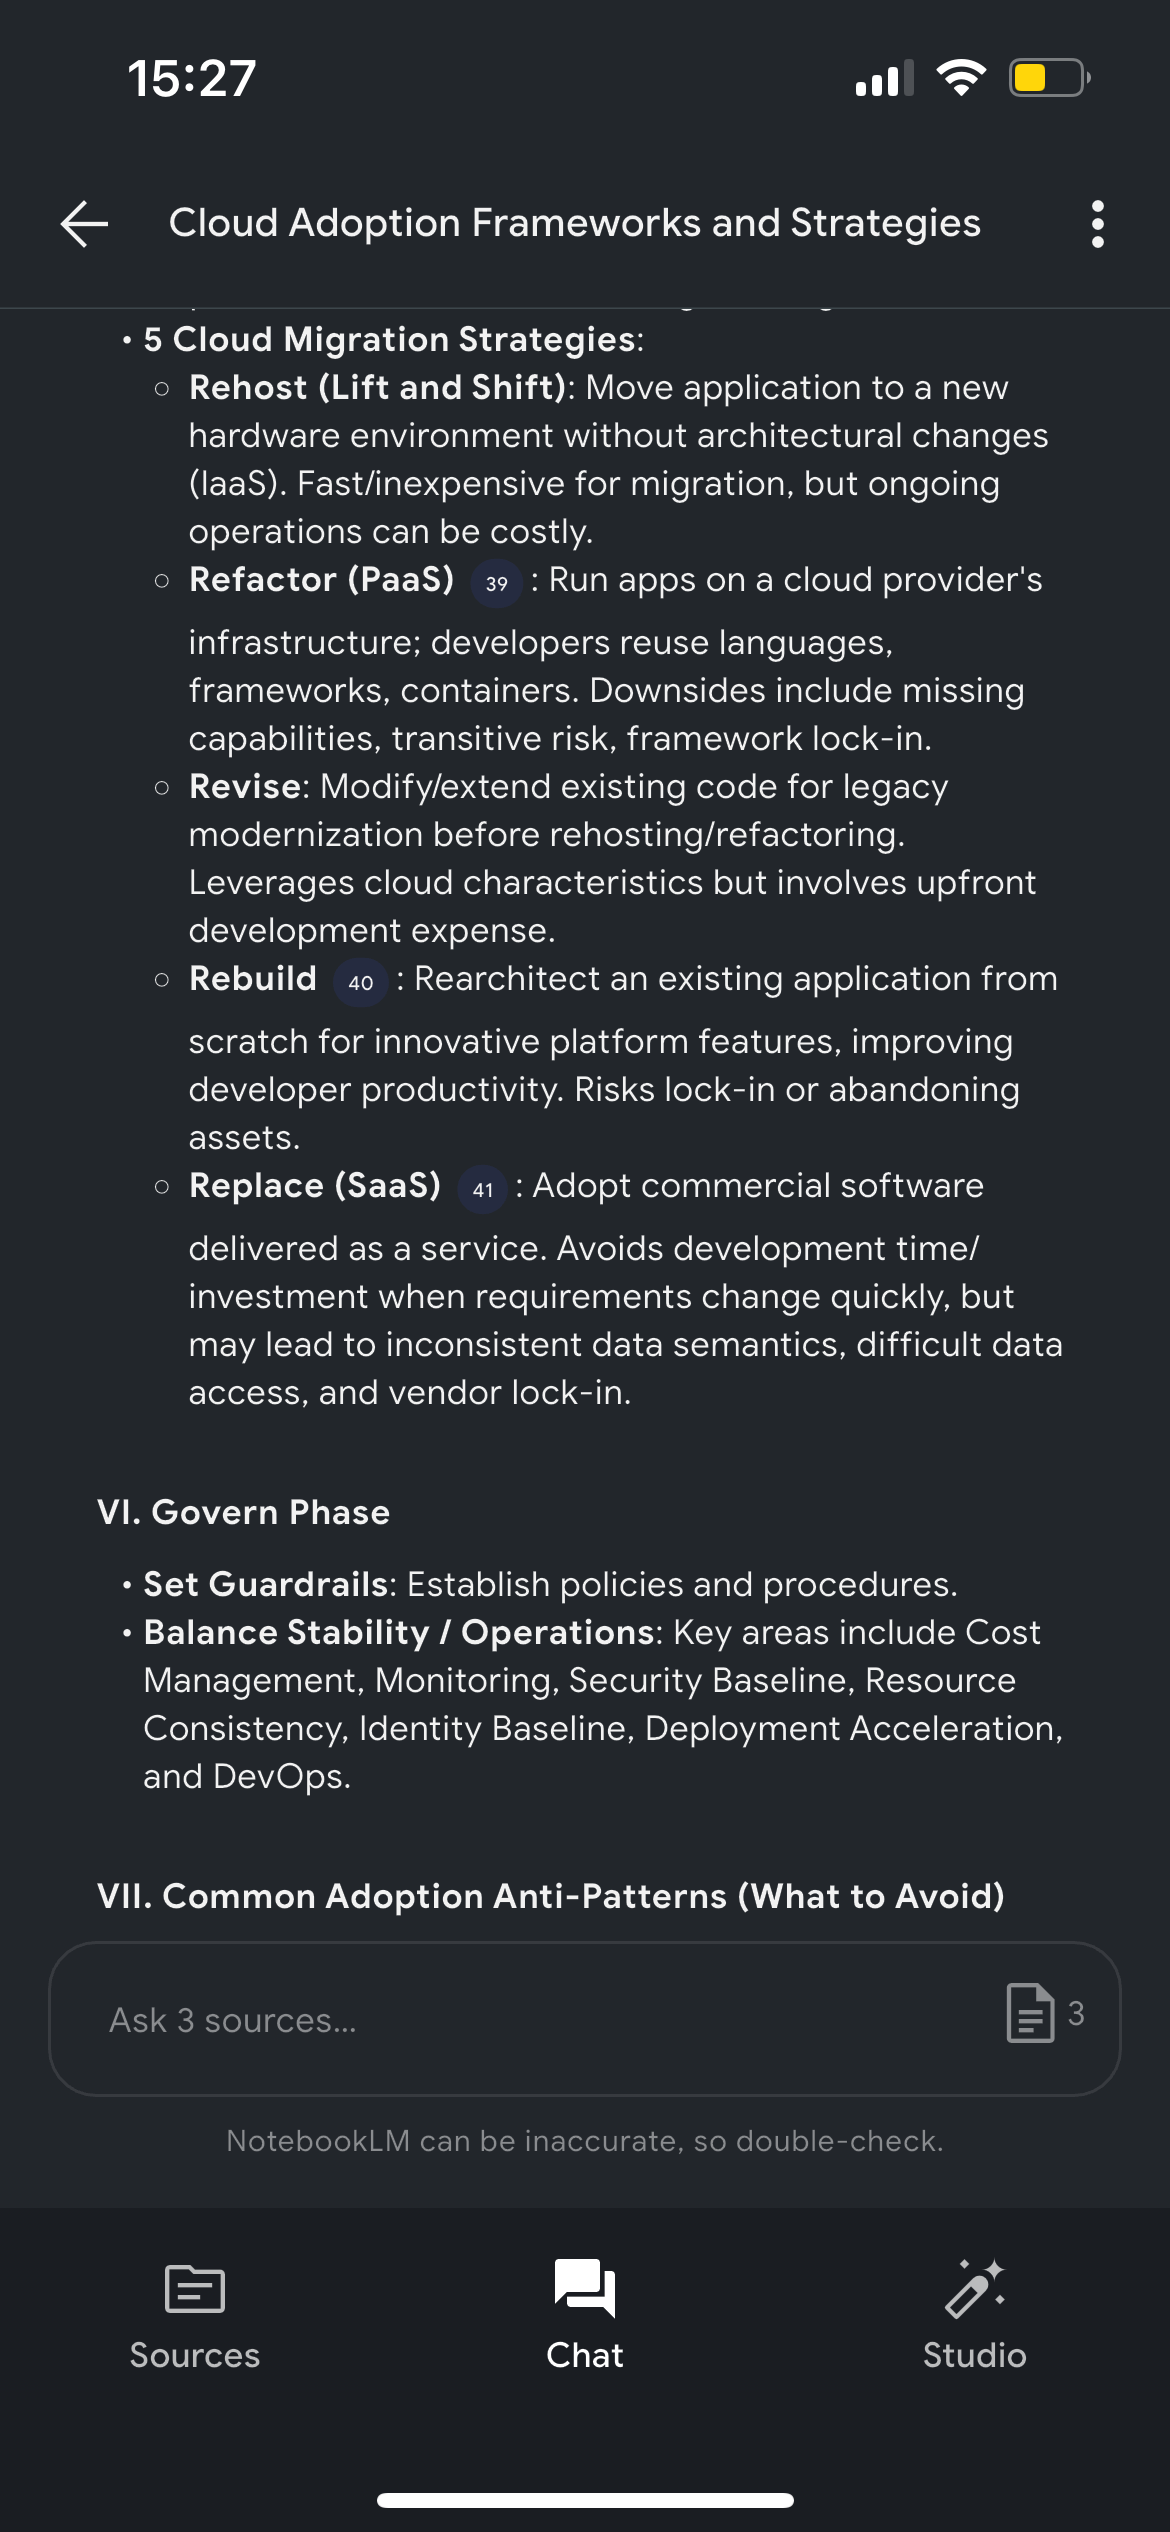 15:27
Cloud Adoption Frameworks and Strategies
• 5 Cloud Migration Strategies:
○ Rehost (Lift and Shift): Move application to a new
hardware environment without architectural changes
(IaaS). Fast/inexpensive for migration, but ongoing
operations can be costly.
○ Refactor (PaaS) 39 : Run apps on a cloud provider's
infrastructure; developers reuse languages,
frameworks, containers. Downsides include missing
capabilities, transitive risk, framework lock-in.
○ Revise: Modify/extend existing code for legacy
modernization before rehosting/refactoring.
Leverages cloud characteristics but involves upfront
development expense.
○ Rebuild 40 : Rearchitect an existing application from
scratch for innovative platform features, improving
developer productivity. Risks lock-in or abandoning
assets.
○ Replace (SaaS) 41 : Adopt commercial software
delivered as a service. Avoids development time/
investment when requirements change quickly, but
may lead to inconsistent data semantics, difficult data
access, and vendor lock-in.
VI. Govern Phase
• Set Guardrails: Establish policies and procedures.
• Balance Stability / Operations: Key areas include Cost
Management, Monitoring, Security Baseline, Resource
Consistency, Identity Baseline, Deployment Acceleration,
and DevOps.
VII. Common Adoption Anti-Patterns (What to Avoid)
Ask 3 sources...
3
NotebookLM can be inaccurate, so double-check.
Sources
Chat
Studio